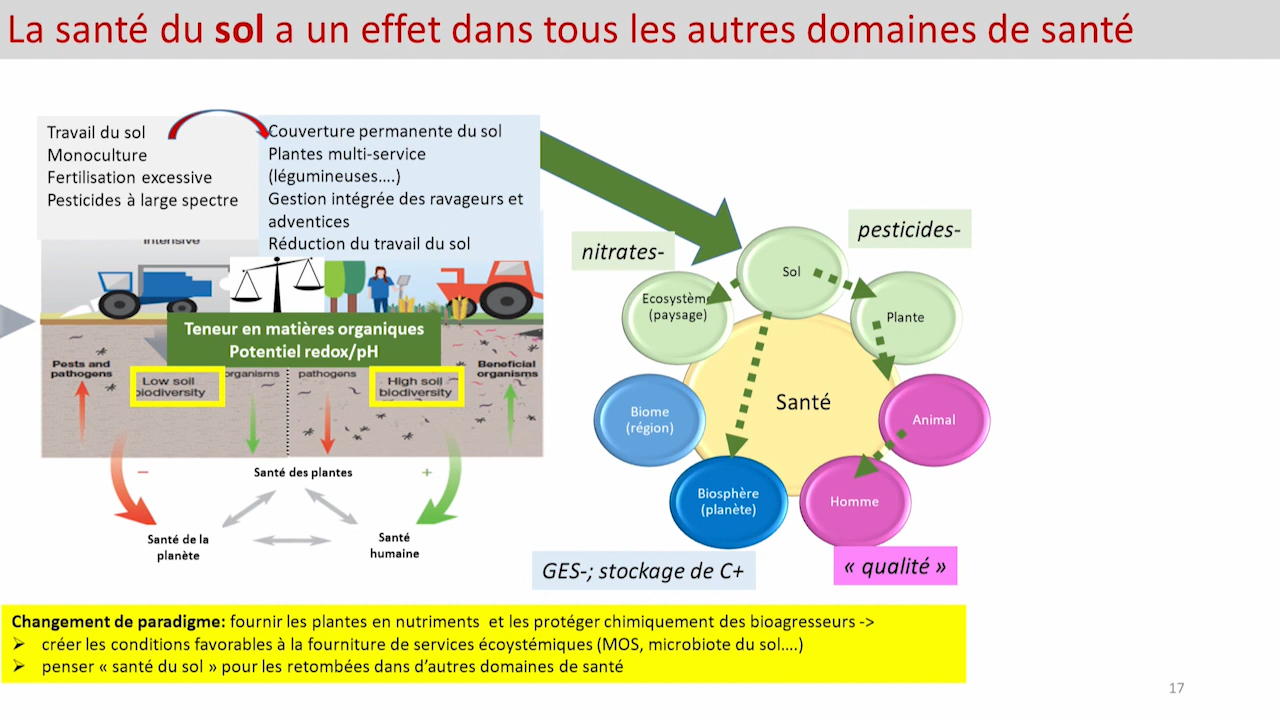 La santé du sol a un effet dans tous les autres domaines de santé
Travail du sol
Monoculture
Fertilisation excessive
Pesticides à large spectre
Couverture permanente du sol
Plantes multi-service
(légumineuses....)
Gestion intégrée des ravageurs et
adventices
Réduction du travail du sol
Intensive
Teneur en matières organiques
Potentiel redox/pH
Pests and
pathogens
Low soil
biodiversity
organisms
pathogens
High soil
biodiversity
Beneficial
organisms
–
Santé des plantes
+
Santé de la
planète
Santé
humaine
nitrates-
pesticides-
Sol
Ecosystème
(paysage)
Plante
Santé
Biome
(région)
Animal
Biosphère
(planète)
Homme
GES-; stockage de C+
« qualité »
Changement de paradigme: fournir les plantes en nutriments et les protéger chimiquement des bioagresseurs ->
➢ créer les conditions favorables à la fourniture de services écoystémiques (MOS, microbiote du sol....)
➢ penser « santé du sol » pour les retombées dans d'autres domaines de santé
17